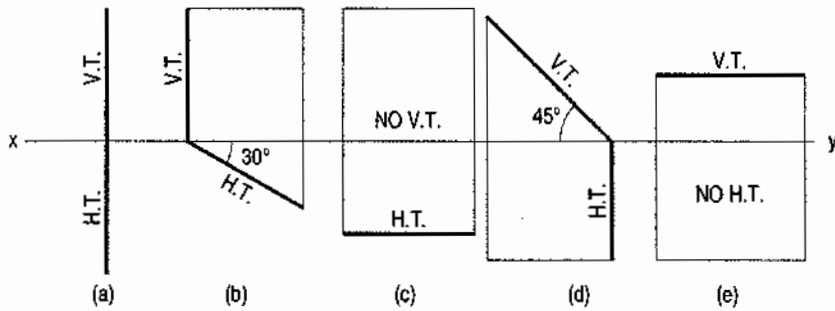 V.T. V.T. V.T. V.T.
NO V.T. 45°
x 30° y
H.T. H.T. H.T. H.T. NO H.T.
(a) (b) (c) (d) (e)